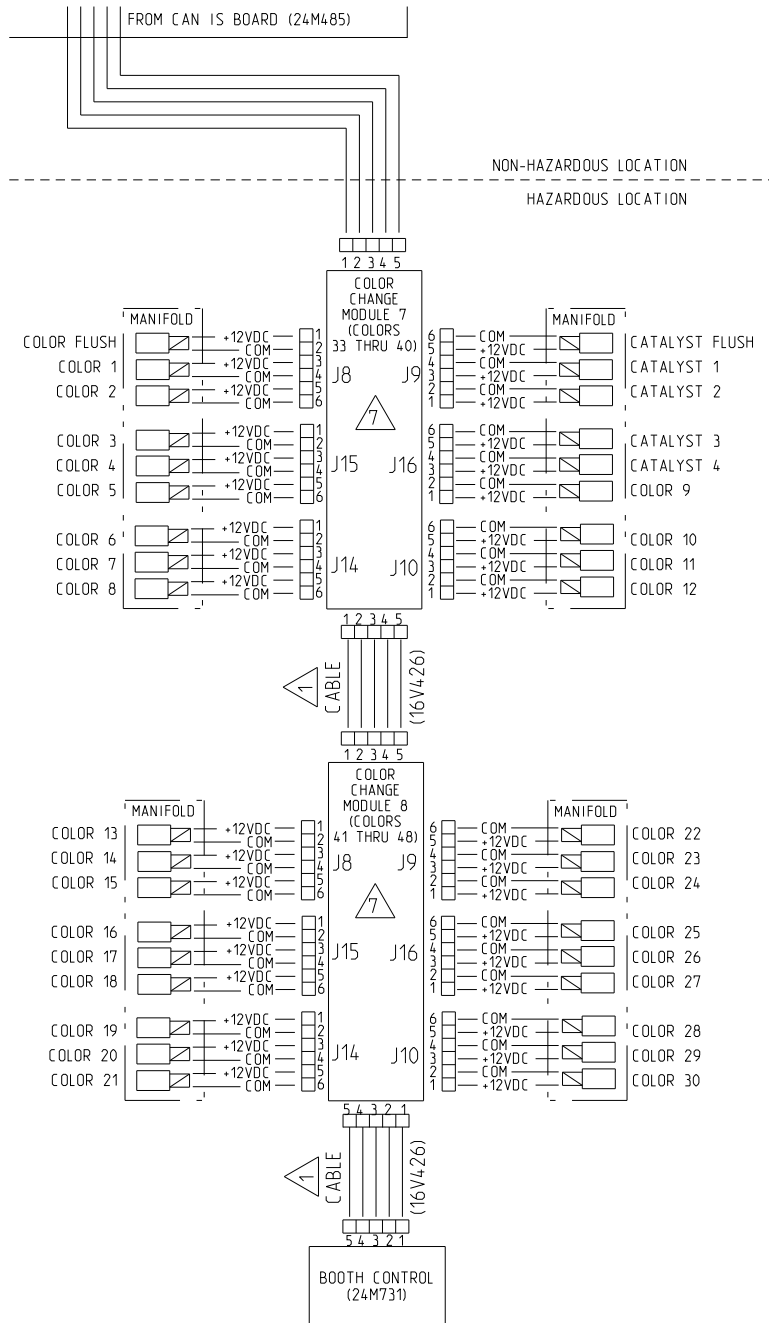 FROM CAN IS BOARD (24M485)
NON-HAZARDOUS LOCATION
HAZARDOUS LOCATION
1 2 3 4 5
COLOR
CHANGE
MODULE 7
(COLORS
33 THRU 40)
J8 J9
7
J15 J16
J14 J10
MANIFOLD
COLOR FLUSH +12VDC 1
COM 2
COLOR 1 +12VDC 3
COM 4
COLOR 2 +12VDC 5
COM 6
COLOR 3 +12VDC 1
COM 2
COLOR 4 +12VDC 3
COM 4
COLOR 5 +12VDC 5
COM 6
COLOR 6 +12VDC 1
COM 2
COLOR 7 +12VDC 3
COM 4
COLOR 8 +12VDC 5
COM 6
MANIFOLD
6 COM CATALYST FLUSH
5 +12VDC
4 COM CATALYST 1
3 +12VDC
2 COM CATALYST 2
1 +12VDC
6 COM CATALYST 3
5 +12VDC
4 COM CATALYST 4
3 +12VDC
2 COM COLOR 9
1 +12VDC
6 COM COLOR 10
5 +12VDC
4 COM COLOR 11
3 +12VDC
2 COM COLOR 12
1 +12VDC
1 2 3 4 5
1
CABLE
(16V426)
1 2 3 4 5
COLOR
CHANGE
MODULE 8
(COLORS
41 THRU 48)
J8 J9
7
J15 J16
J14 J10
MANIFOLD
COLOR 13 +12VDC 1
COM 2
COLOR 14 +12VDC 3
COM 4
COLOR 15 +12VDC 5
COM 6
COLOR 16 +12VDC 1
COM 2
COLOR 17 +12VDC 3
COM 4
COLOR 18 +12VDC 5
COM 6
COLOR 19 +12VDC 1
COM 2
COLOR 20 +12VDC 3
COM 4
COLOR 21 +12VDC 5
COM 6
MANIFOLD
6 COM COLOR 22
5 +12VDC
4 COM COLOR 23
3 +12VDC
2 COM COLOR 24
1 +12VDC
6 COM COLOR 25
5 +12VDC
4 COM COLOR 26
3 +12VDC
2 COM COLOR 27
1 +12VDC
6 COM COLOR 28
5 +12VDC
4 COM COLOR 29
3 +12VDC
2 COM COLOR 30
1 +12VDC
5 4 3 2 1
1
CABLE
(16V426)
5 4 3 2 1
BOOTH CONTROL
(24M731)